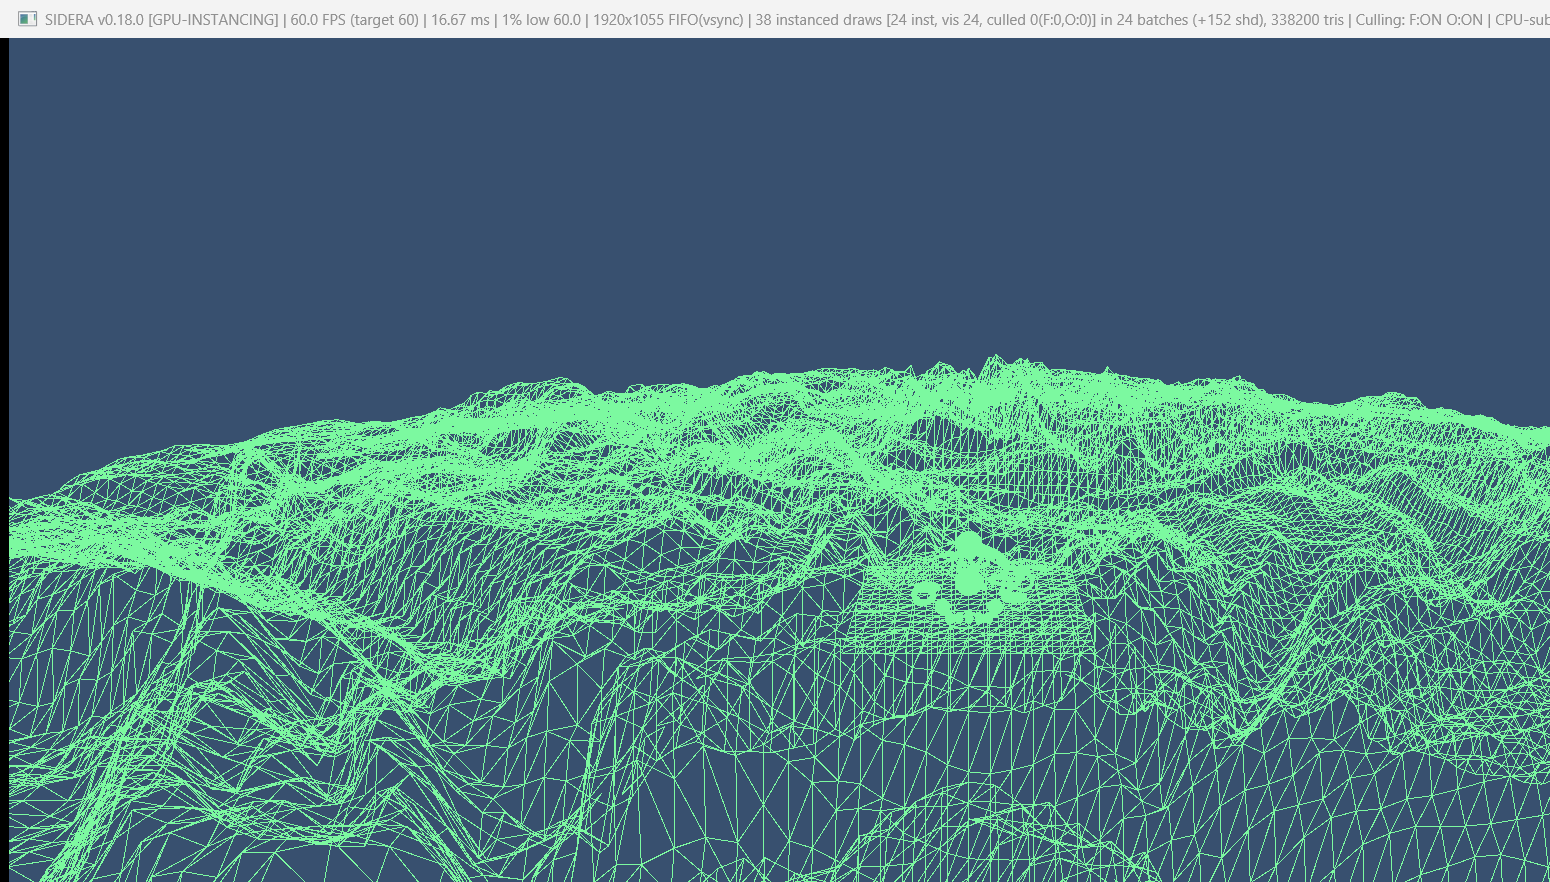 SIDERA v0.18.0 [GPU-INSTANCING] | 60.0 FPS (target 60) | 16.67 ms | 1% low 60.0 | 1920x1055 FIFO(vsync) | 38 instanced draws [24 inst, vis 24, culled 0(F:0,O:0)] in 24 batches (+152 shd), 338200 tris | Culling: F:ON O:ON | CPU-sub